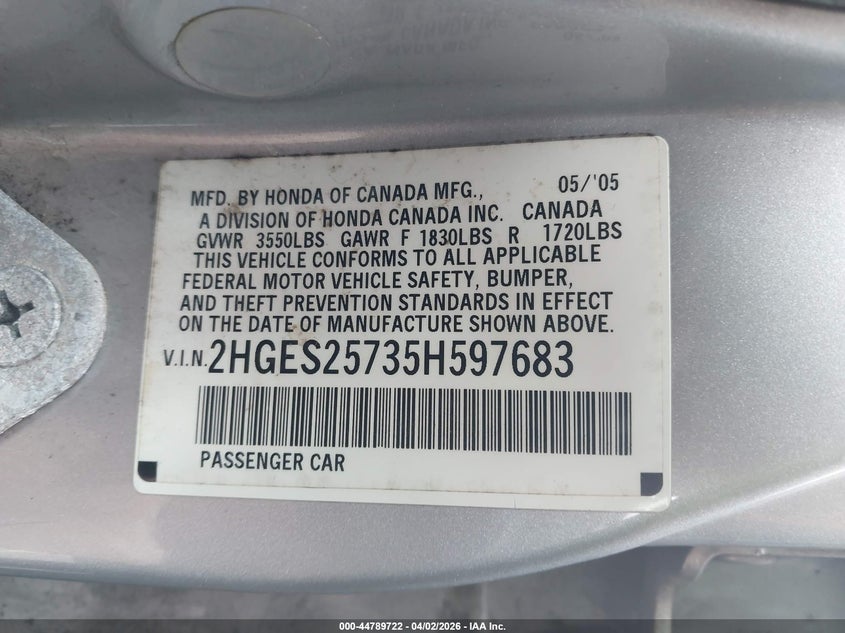 MFD. BY HONDA OF CANADA MFG., 05/'05
A DIVISION OF HONDA CANADA INC. CANADA
GVWR 3550LBS GAWR F 1830LBS R 1720LBS
THIS VEHICLE CONFORMS TO ALL APPLICABLE
FEDERAL MOTOR VEHICLE SAFETY, BUMPER,
AND THEFT PREVENTION STANDARDS IN EFFECT
ON THE DATE OF MANUFACTURE SHOWN ABOVE.
V.I.N. 2HGES25735H597683
PASSENGER CAR
000-44789722 - 04/02/2026 - IAA Inc.